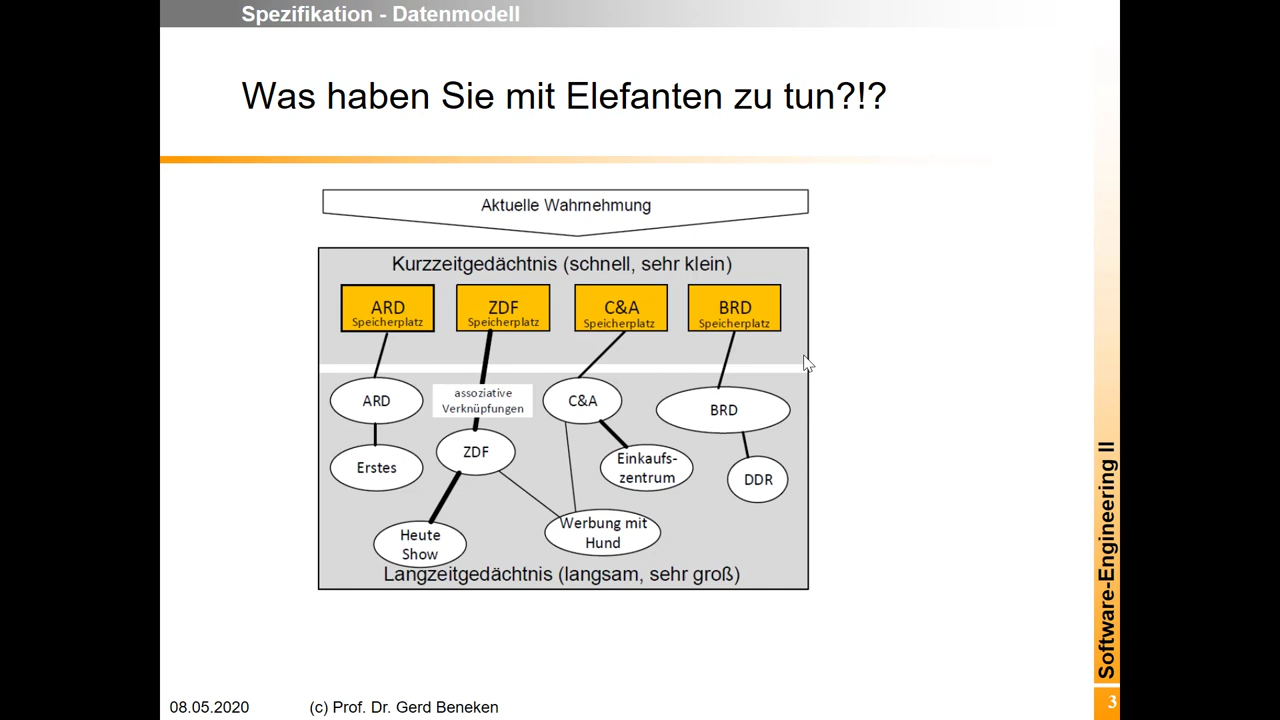 Spezifikation - Datenmodell
Was haben Sie mit Elefanten zu tun?!?
Aktuelle Wahrnehmung
Kurzzeitgedächtnis (schnell, sehr klein)
ARD
Speicherplatz
ZDF
Speicherplatz
C&A
Speicherplatz
BRD
Speicherplatz
ARD
assoziative
Verknüpfungen
C&A
BRD
Erstes
ZDF
Einkaufs-
zentrum
DDR
Heute
Show
Werbung mit
Hund
Langzeitgedächtnis (langsam, sehr groß)
Software-Engineering II
08.05.2020
(c) Prof. Dr. Gerd Beneken
3